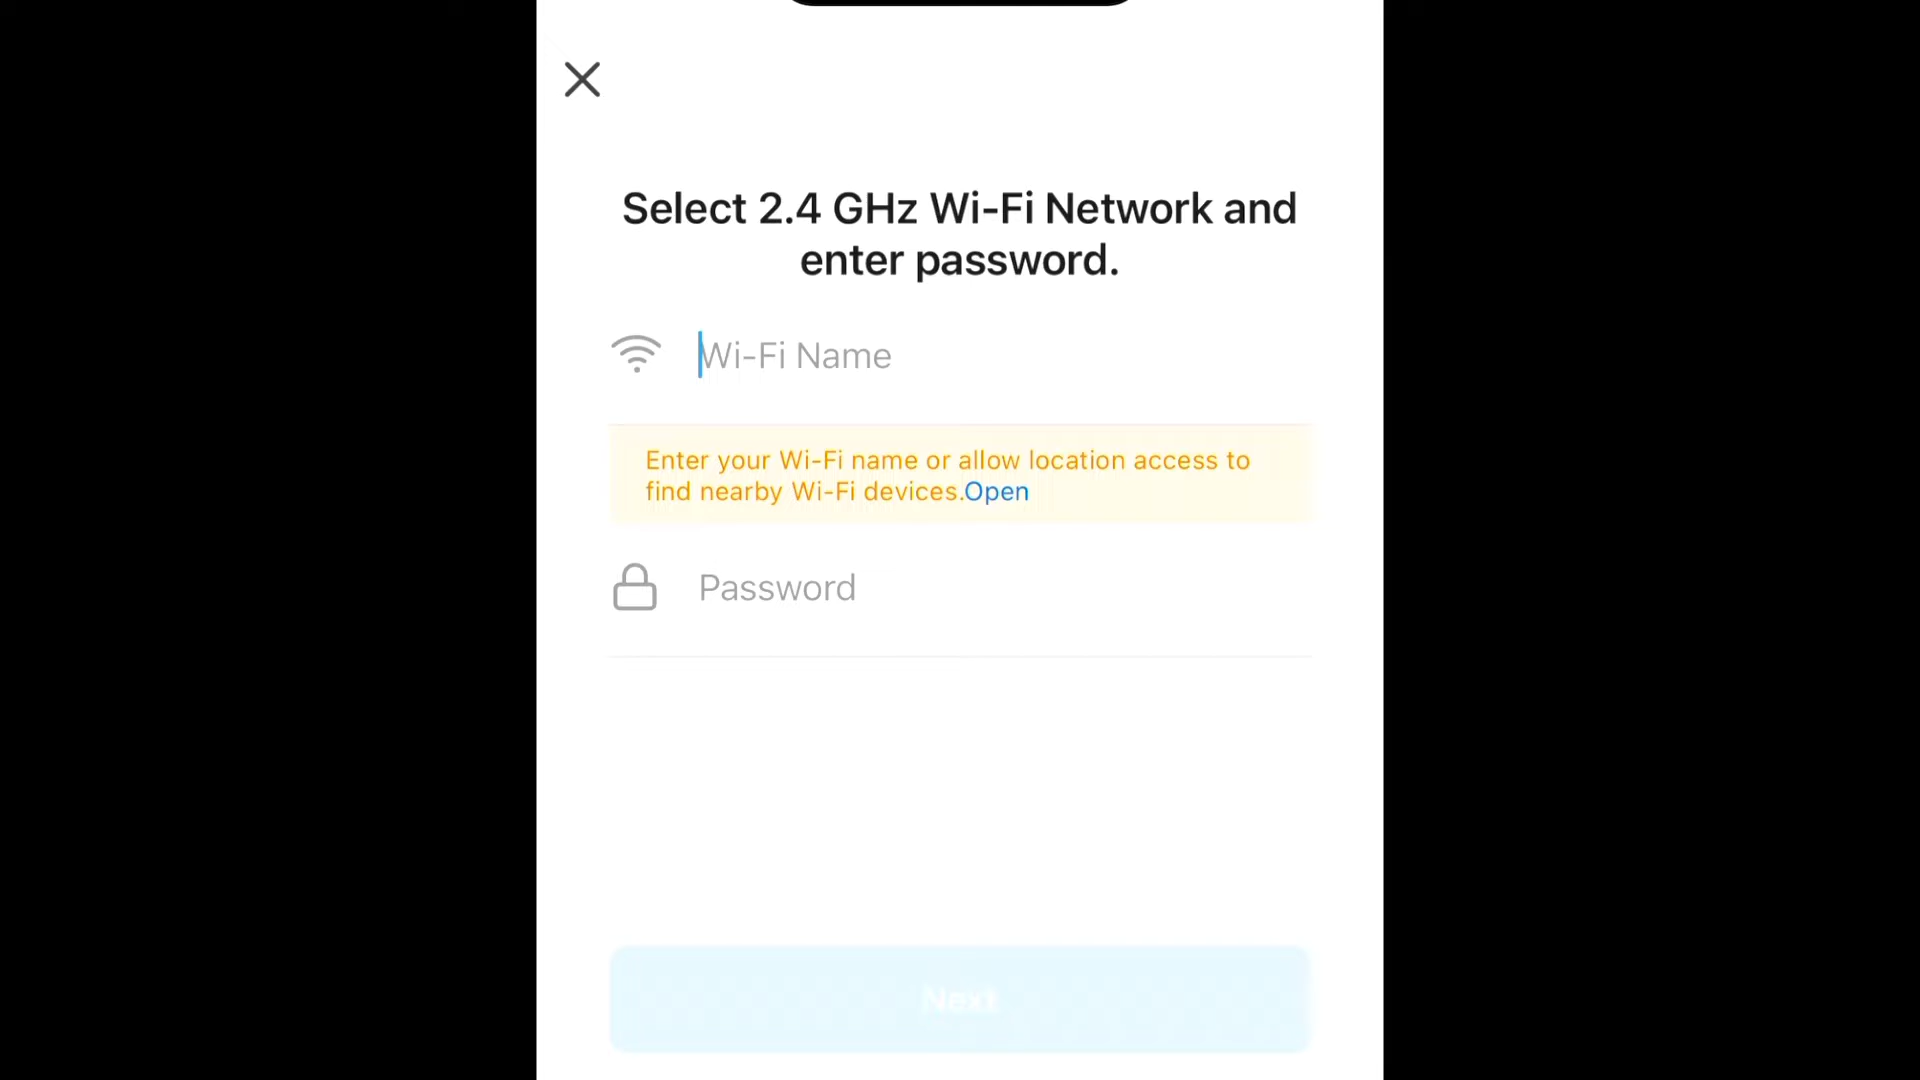 Select 2.4 GHz Wi-Fi Network and
enter password.
Wi-Fi Name
Enter your Wi-Fi name or allow location access to
find nearby Wi-Fi devices.Open
Password
Next